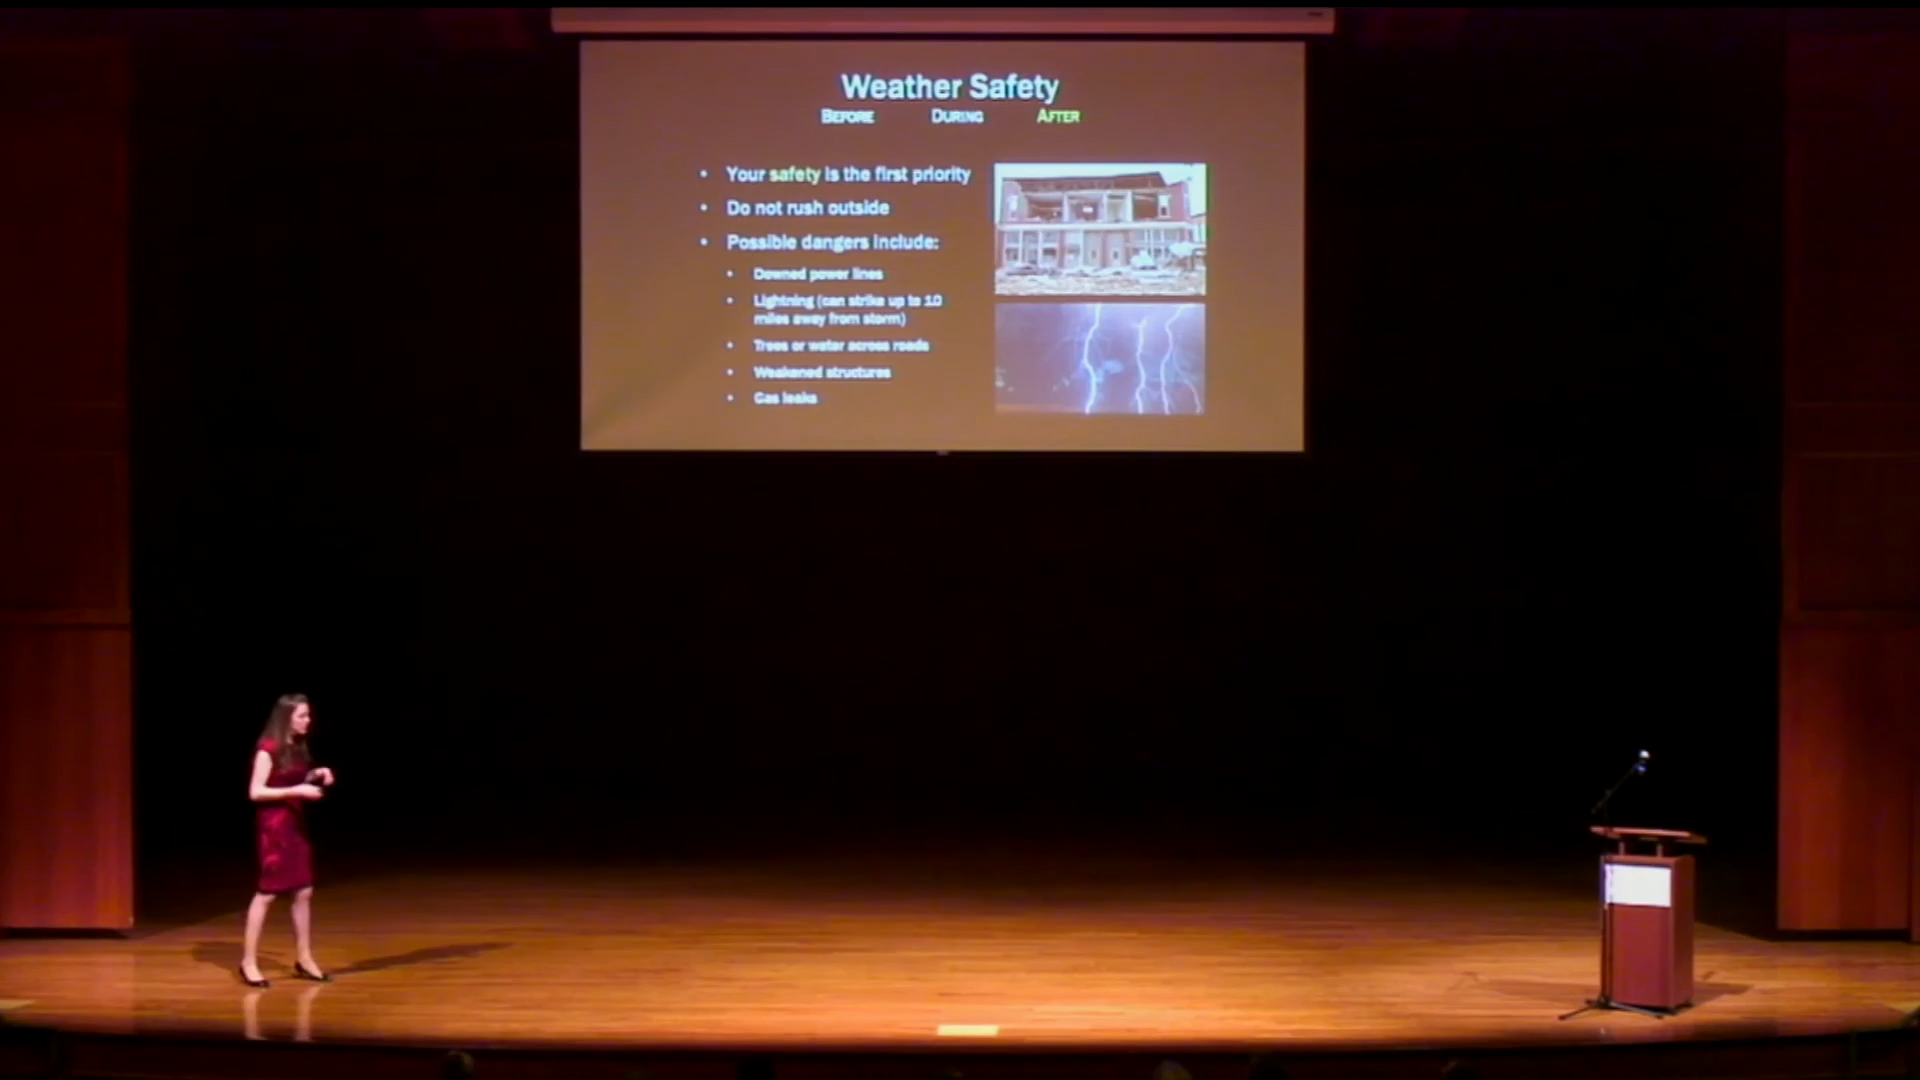 Weather Safety
BEFORE DURING AFTER
• Your safety is the first priority
• Do not rush outside
• Possible dangers include:
• Downed power lines
• Lightning (can strike up to 10
miles away from storm)
• Trees or water across roads
• Weakened structures
• Gas leaks